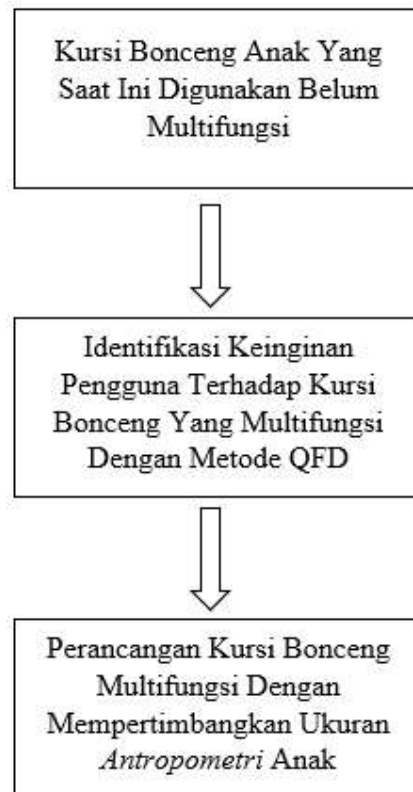 Kursi Bonceng Anak Yang
Saat Ini Digunakan Belum
Multifungsi
Identifikasi Keinginan
Pengguna Terhadap Kursi
Bonceng Yang Multifungsi
Dengan Metode QFD
Perancangan Kursi Bonceng
Multifungsi Dengan
Mempertimbangkan Ukuran
Antropometri Anak